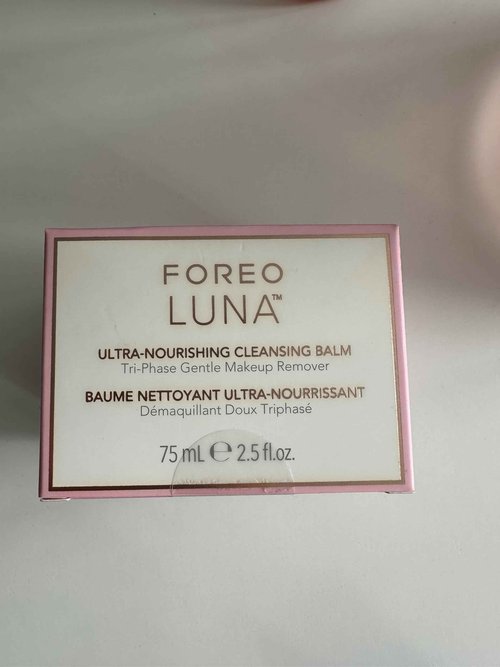 FOREO
LUNA™
ULTRA-NOURISHING CLEANSING BALM
Tri-Phase Gentle Makeup Remover
BAUME NETTOYANT ULTRA-NOURRISSANT
Démaquillant Doux Triphasé
75 mL ℮ 2.5 fl.oz.